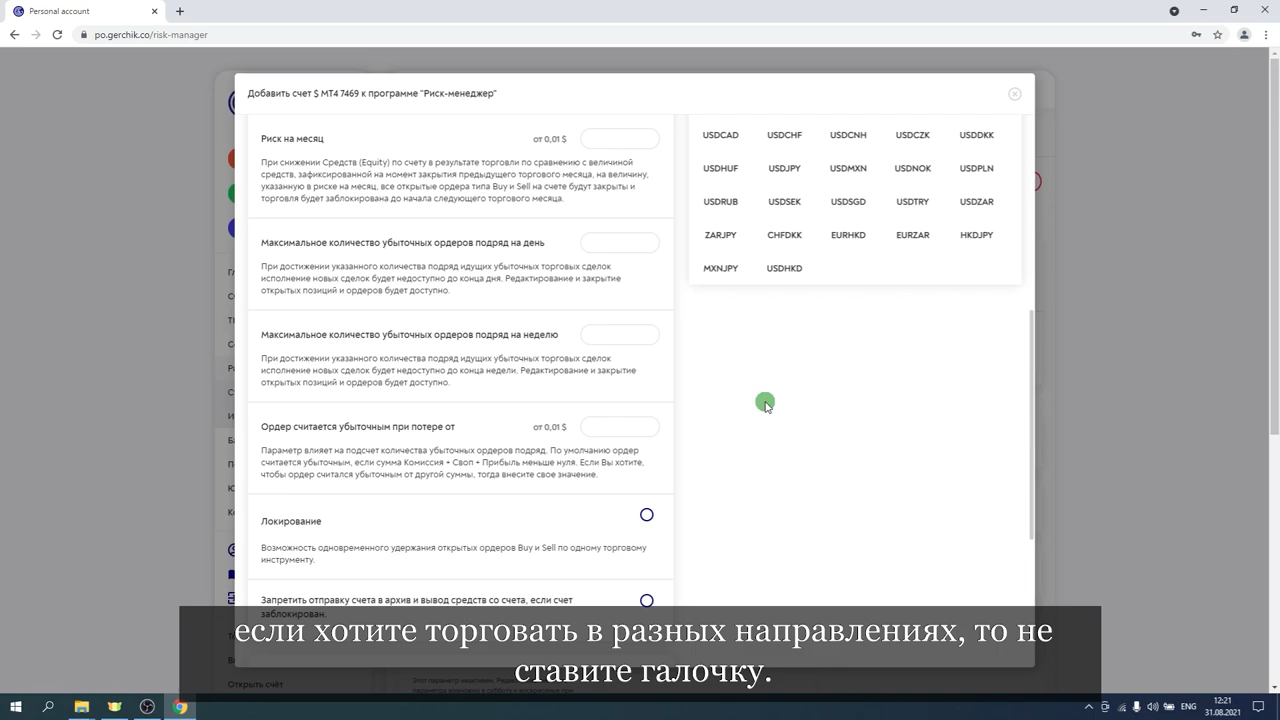 Personal account
po.gerchik.co/risk-manager
Добавить счет $ MT4 7469 к программе "Риск-менеджер"
Риск на месяц от 0,01 $
При снижении Средств (Equity) по счету в результате торговли по сравнению с величиной
средств, зафиксированной на момент закрытия предыдущего торгового месяца, на величину,
указанную в риске на месяц, все открытые ордера типа Buy и Sell на счете будут закрыты и
торговля будет заблокирована до начала следующего торгового месяца.
Максимальное количество убыточных ордеров подряд на день
При достижении указанного количества подряд идущих убыточных торговых сделок
исполнение новых сделок будет недоступно до конца дня. Редактирование и закрытие
открытых позиций и ордеров будет доступно.
Максимальное количество убыточных ордеров подряд на неделю
При достижении указанного количества подряд идущих убыточных торговых сделок
исполнение новых сделок будет недоступно до конца недели. Редактирование и закрытие
открытых позиций и ордеров будет доступно.
Ордер считается убыточным при потере от от 0,01 $
Параметр влияет на подсчет количества убыточных ордеров подряд. По умолчанию ордер
считается убыточным, если сумма Комиссия + Своп + Прибыль меньше нуля. Если Вы хотите,
чтобы ордер считался убыточным от другой суммы, тогда внесите свое значение.
Локирование
Возможность одновременного удержания открытых ордеров Buy и Sell по одному торговому
инструменту.
Запретить отправку счета в архив и вывод средств со счета, если счет
заблокирован.
USDCAD USDCHF USDCNH USDCZK USDDKK
USDHUF USDJPY USDMXN USDNOK USDPLN
USDRUB USDSEK USDSGD USDTRY USDZAR
ZARJPY CHFDKK EURHKD EURZAR HKDJPY
MXNJPY USDHKD
если хотите торговать в разных направлениях, то не
ставите галочку.
Открыть счёт
ENG
12:21
31.08.2021